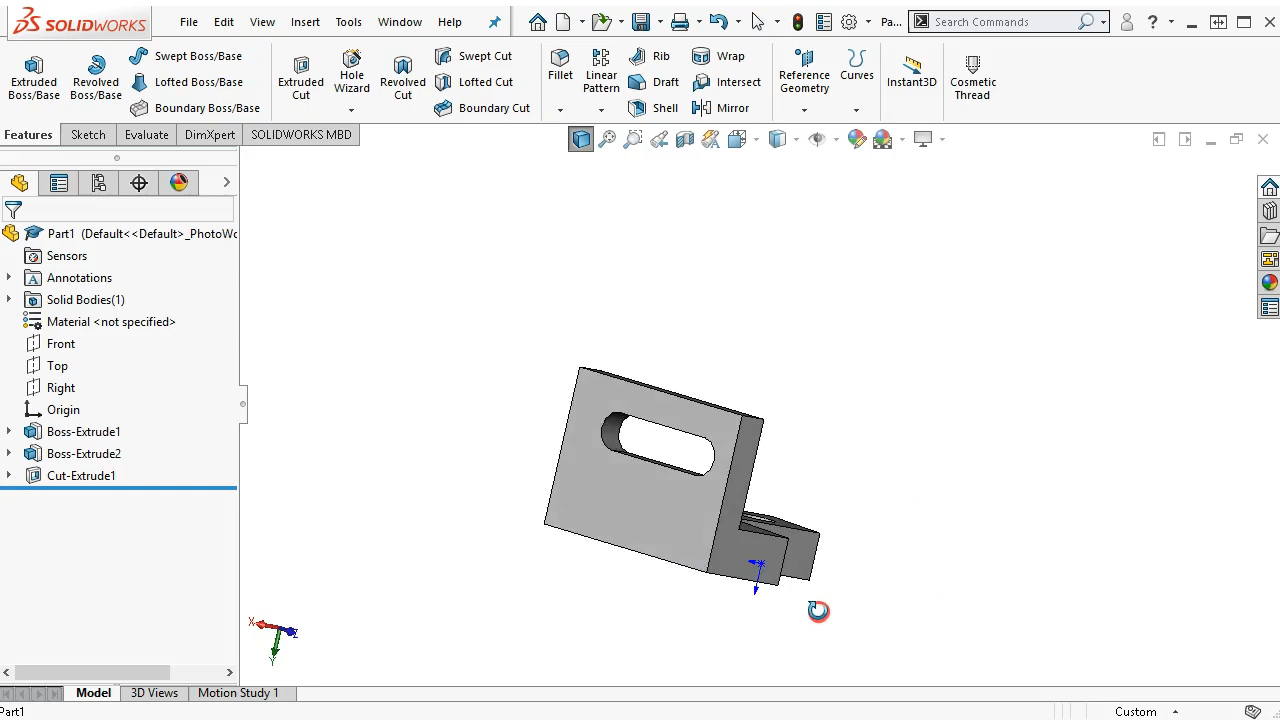 SOLIDWORKS
File Edit View Insert Tools Window Help
Pa...
Search Commands
?
Extruded Boss/Base
Revolved Boss/Base
Swept Boss/Base
Lofted Boss/Base
Boundary Boss/Base
Extruded Cut
Hole Wizard
Revolved Cut
Swept Cut
Lofted Cut
Boundary Cut
Fillet
Linear Pattern
Rib
Draft
Shell
Wrap
Intersect
Mirror
Reference Geometry
Curves
Instant3D
Cosmetic Thread
Features Sketch Evaluate DimXpert SOLIDWORKS MBD
Part1 (Default<<Default>_PhotoWo
Sensors
Annotations
Solid Bodies(1)
Material <not specified>
Front
Top
Right
Origin
Boss-Extrude1
Boss-Extrude2
Cut-Extrude1
X
Z
Y
Model 3D Views Motion Study 1
Part1
Custom